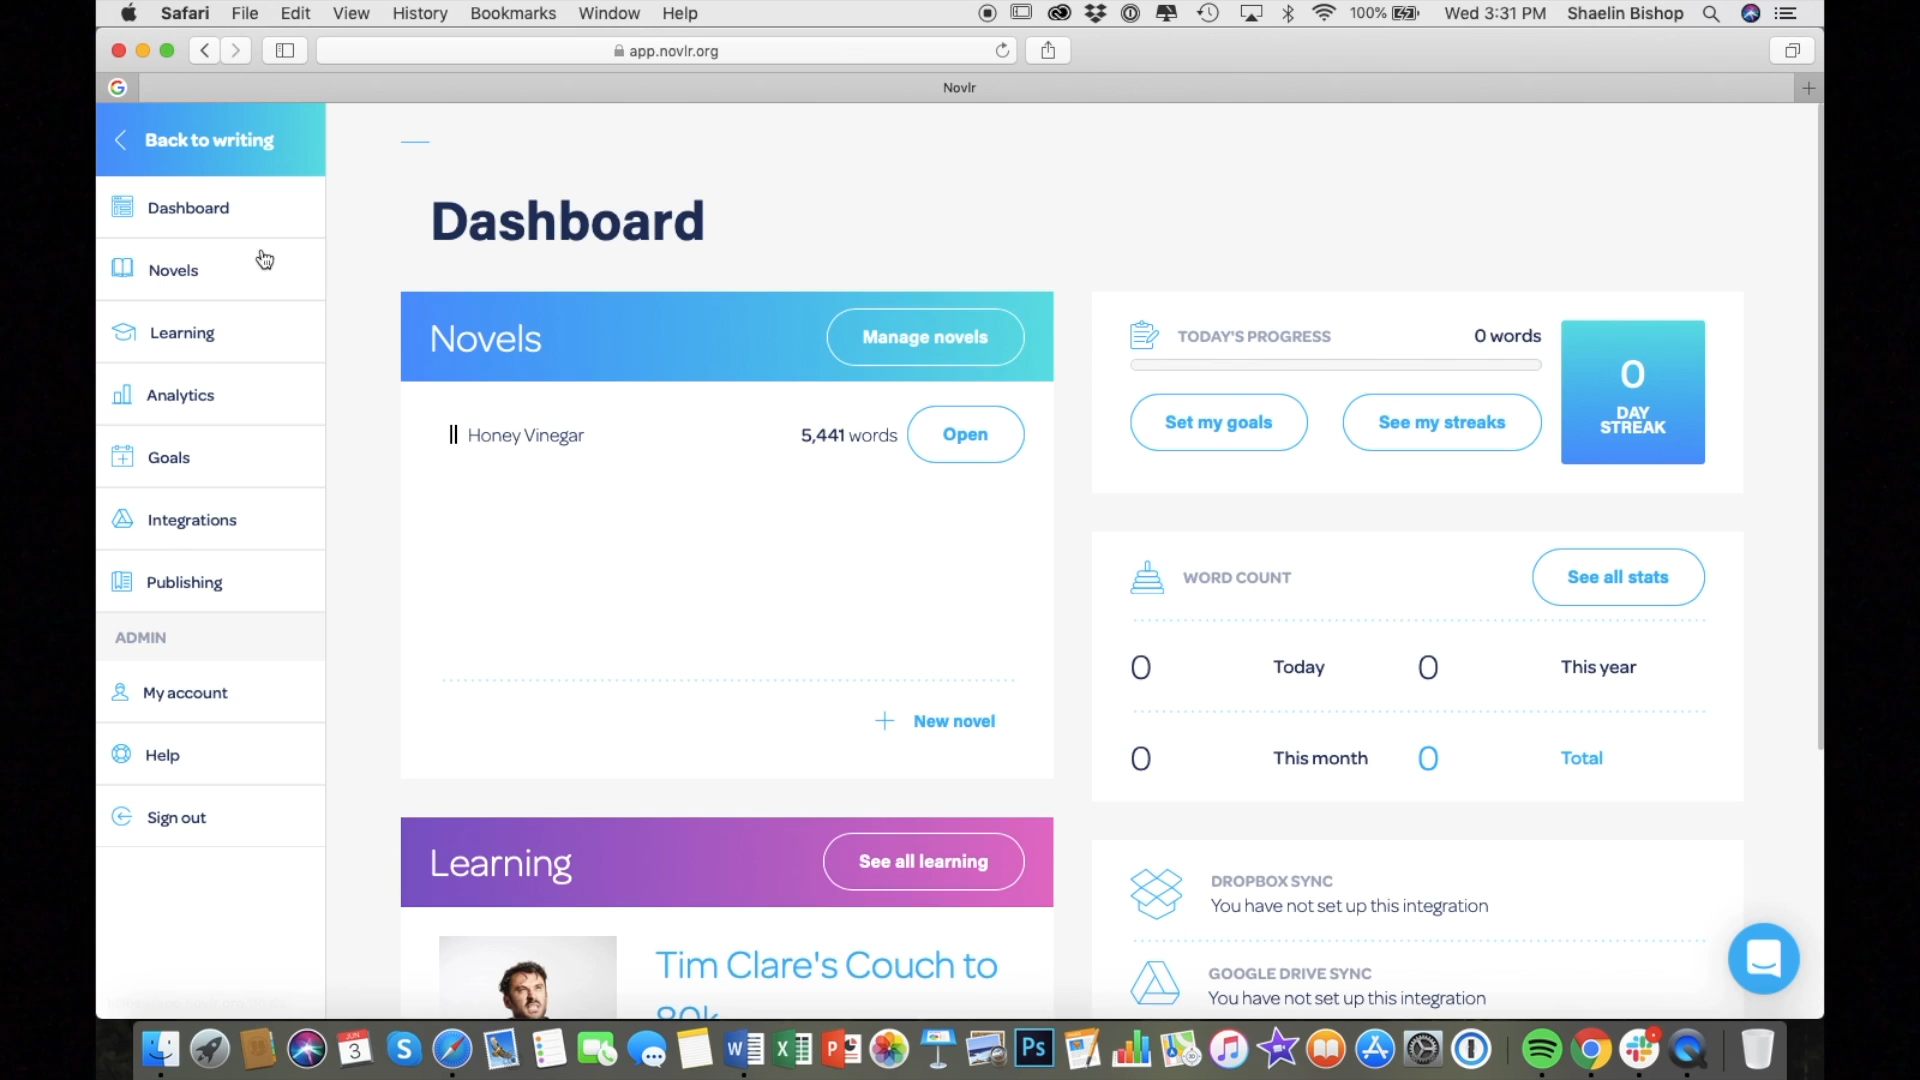 Safari File Edit View History Bookmarks Window Help 100% Wed 3:31 PM Shaelin Bishop
app.novlr.org
Novlr
Back to writing
Dashboard
Novels
Learning
Analytics
Goals
Integrations
Publishing
ADMIN
My account
Help
Sign out
Dashboard
Novels Manage novels
Honey Vinegar 5,441 words Open
New novel
Learning See all learning
Tim Clare's Couch to
80k
TODAY'S PROGRESS 0 words
Set my goals See my streaks
0
DAY
STREAK
WORD COUNT See all stats
0 Today 0 This year
0 This month 0 Total
DROPBOX SYNC
You have not set up this integration
GOOGLE DRIVE SYNC
You have not set up this integration
JUN
3
S
W
X
P
Ps